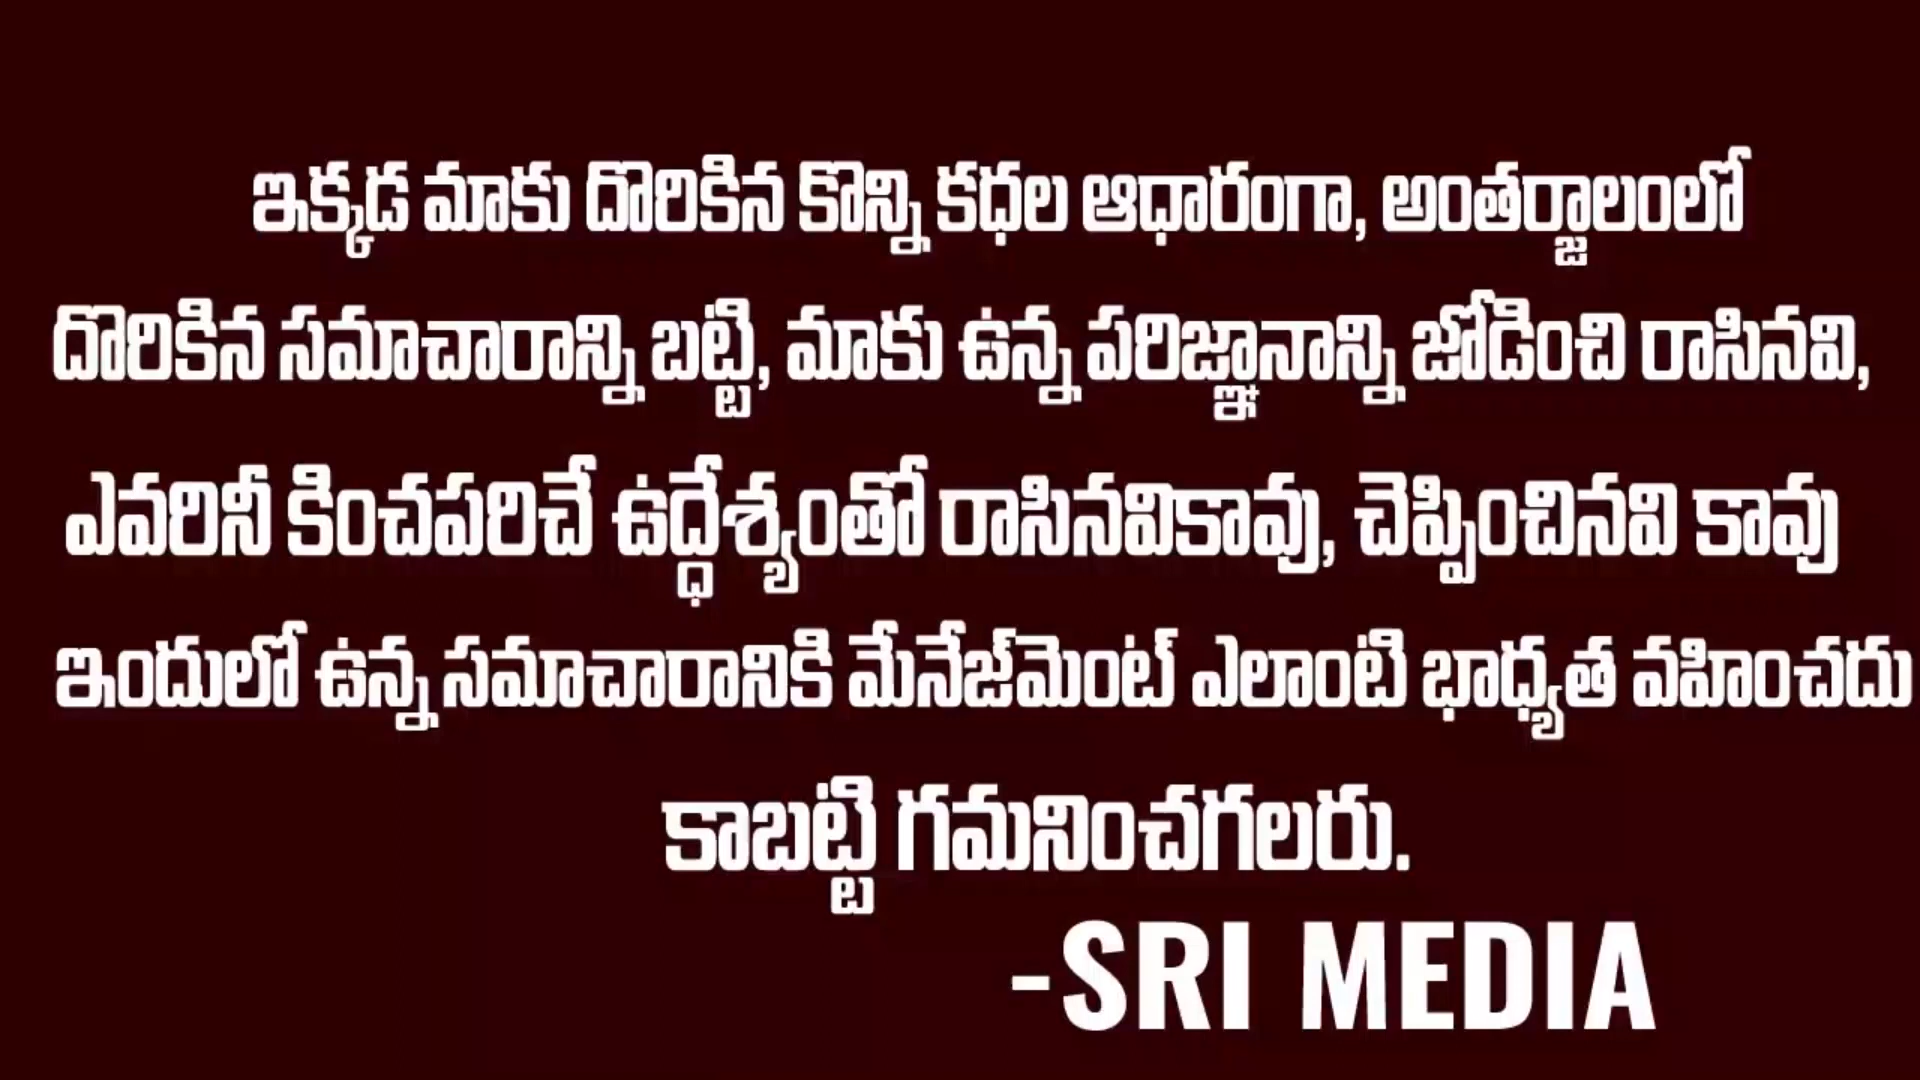 ఇక్కడ మాకు దొరికిన కొన్ని కధల ఆధారంగా, అంతర్జాలంలో
దొరికిన సమాచారాన్ని బట్టి, మాకు ఉన్న పరిజ్ఞానాన్ని జోడించి రాసినవి,
ఎవరినీ కించపరిచే ఉద్ధేశ్యంతో రాసినవికావు, చెప్పించినవి కావు
ఇందులో ఉన్న సమాచారానికి మేనేజ్‌మెంట్ ఎలాంటి భాధ్యత వహించదు
కాబట్టి గమనించగలరు.
-SRI MEDIA